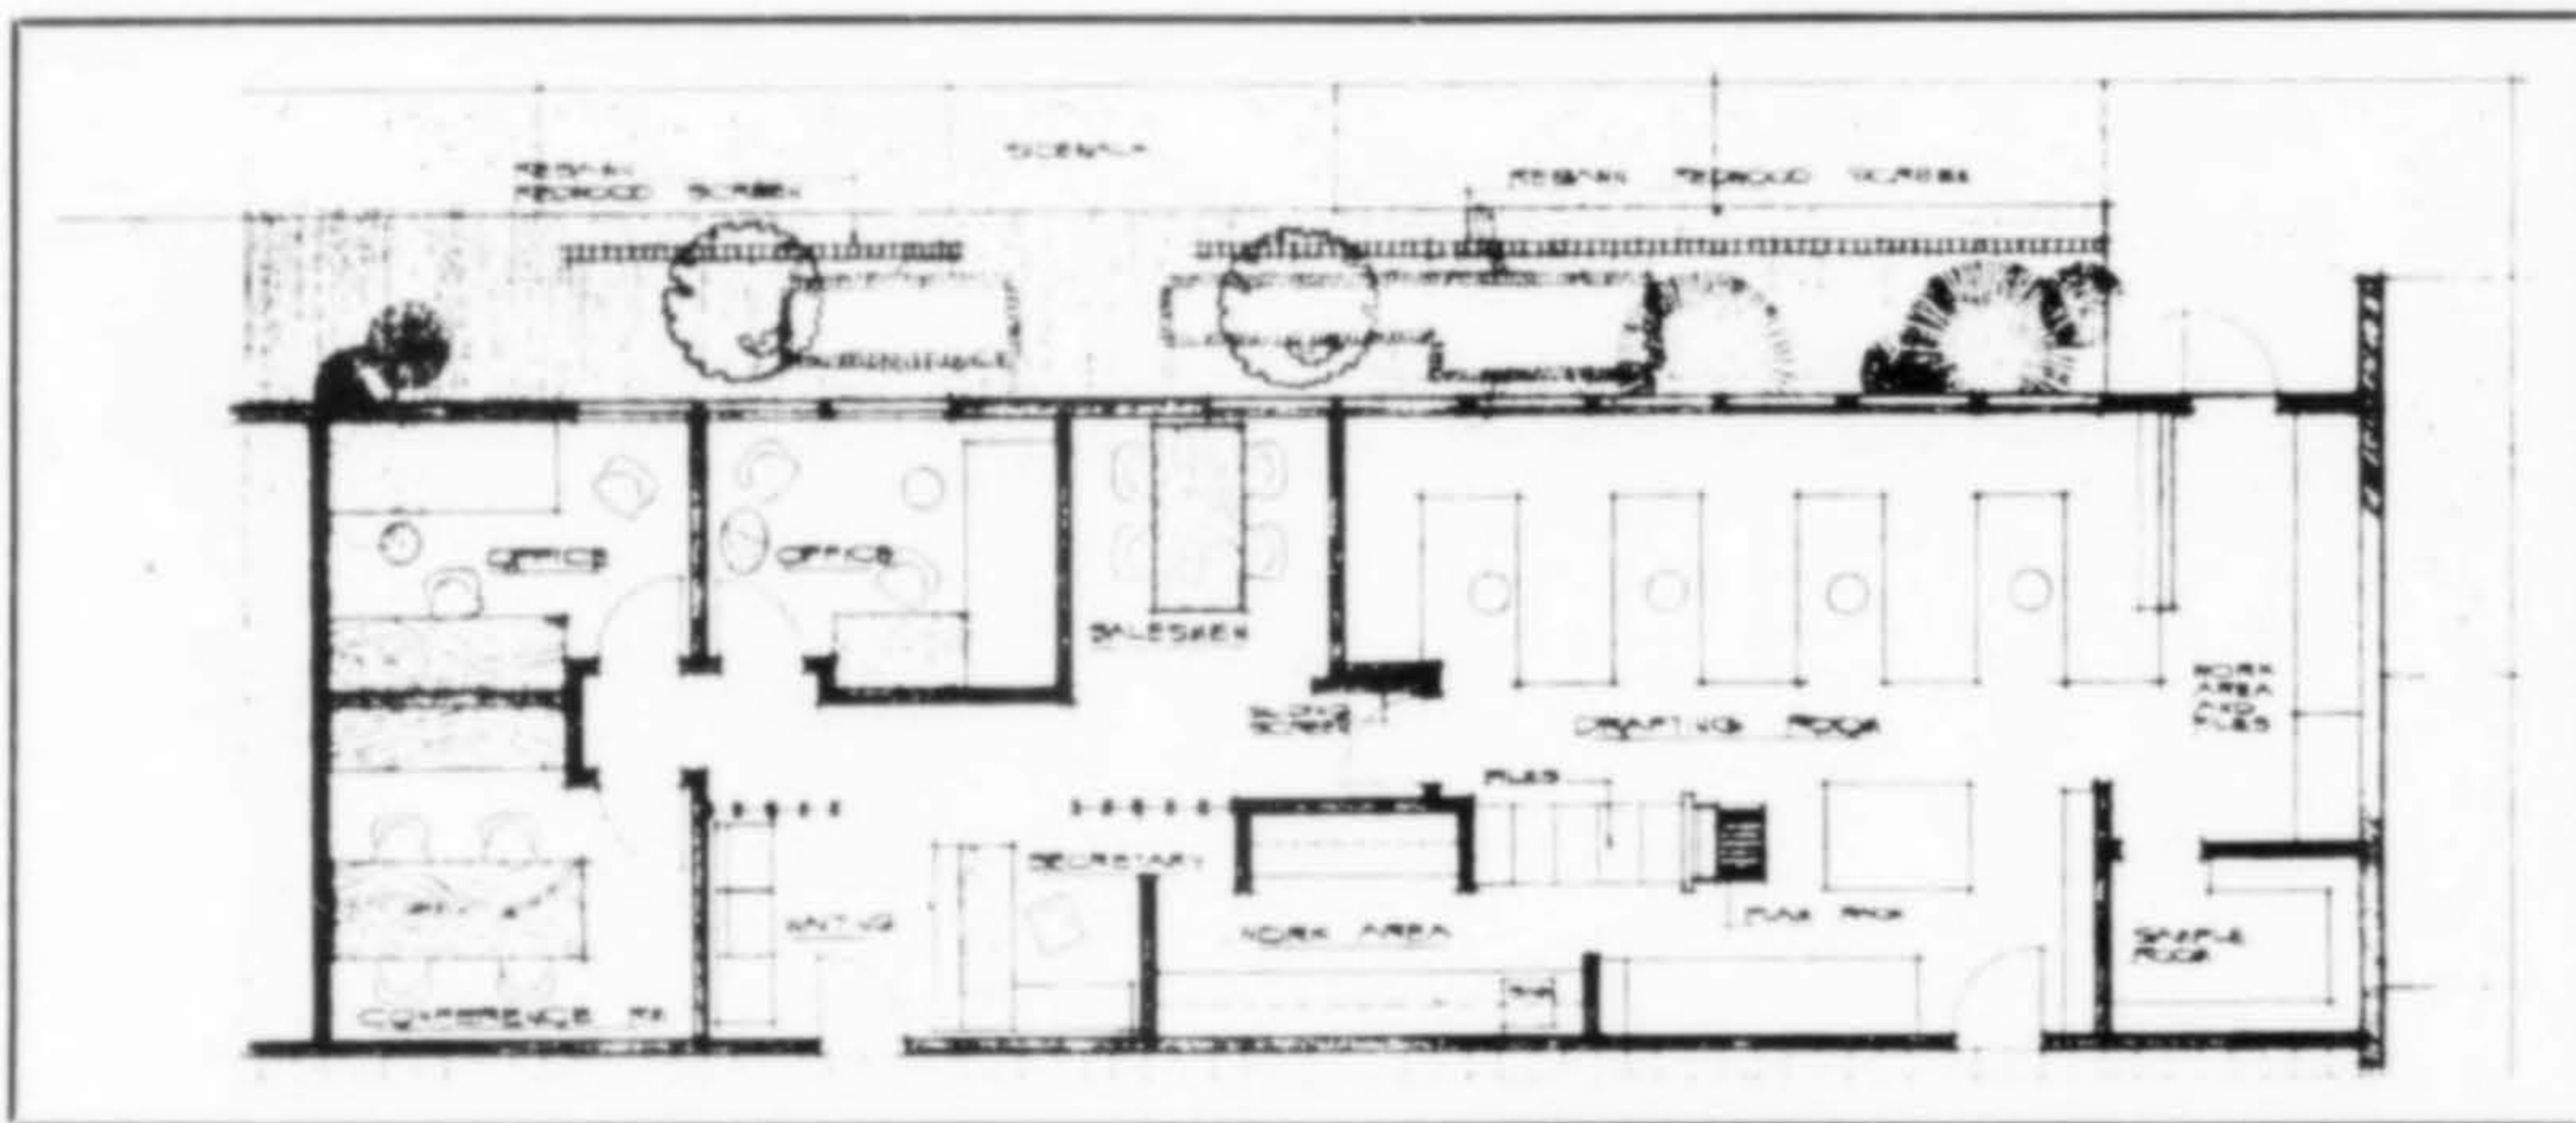 SIDEWALK
REDWOOD SCREEN
REDWOOD SCREEN
OFFICE
OFFICE
SALESMEN
SLIDING
SCREEN
DRAFTING ROOM
WORK
AREA
AND
FILES
FILES
SECRETARY
WAITING
WORK AREA
PLAN RACK
SAMPLE
ROOM
CONFERENCE RM